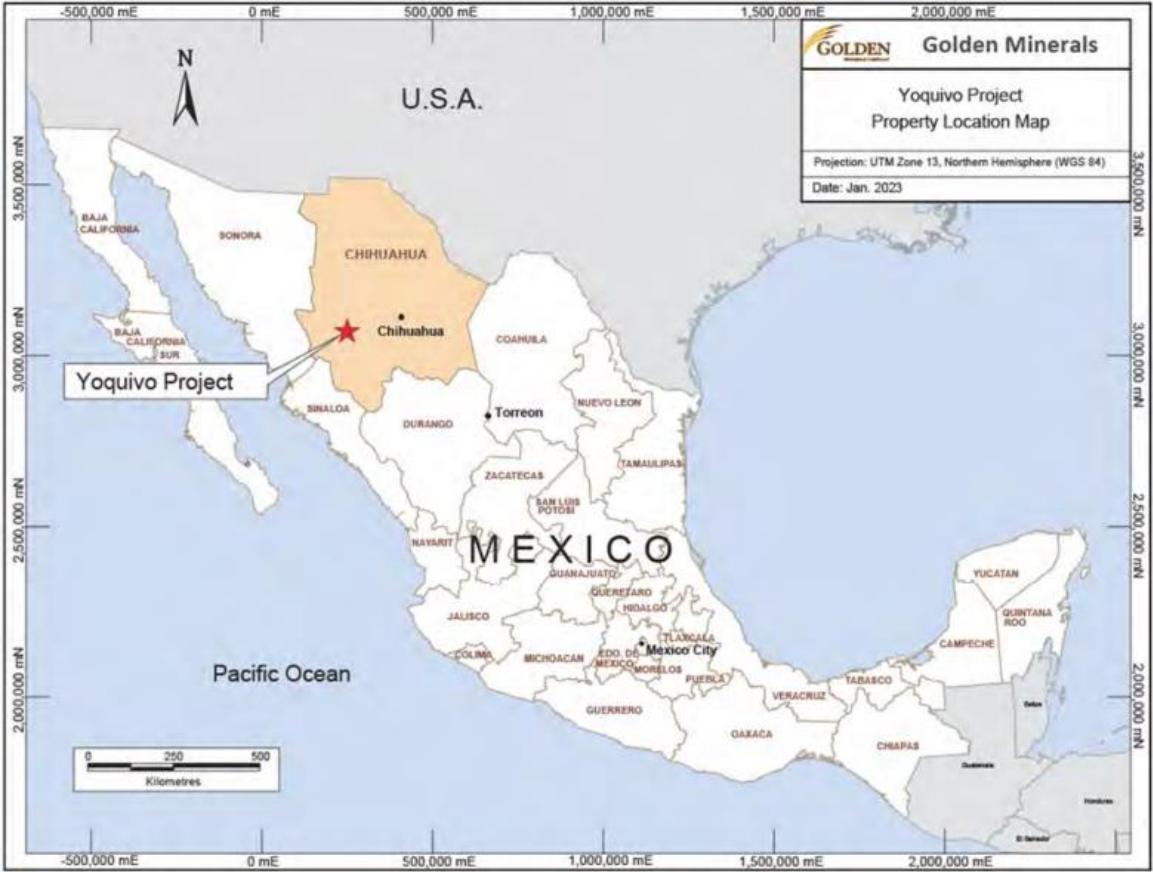 -500,000 mE
0 mE
500,000 mE
1,000,000 mE
1,500,000 mE
2,000,000 mE
GOLDEN
Golden Minerals
Yoquivo Project
Property Location Map
Projection: UTM Zone 13, Northern Hemisphere (WGS 84)
Date: Jan. 2023
N
U.S.A.
3,500,000 mN
3,500,000 mN
BAJA
CALIFORNIA
SONORA
CHIHUAHUA
Chihuahua
3,000,000 mN
3,000,000 mN
BAJA
CALIFORNIA
SUR
COAHUILA
Yoquivo Project
SINALOA
DURANGO
Torreon
NUEVO LEON
TAMAULIPAS
ZACATECAS
SAN LUIS
POTOSI
2,500,000 mN
2,500,000 mN
NAYARIT
MEXICO
GUANAJUATO
QUERETARO
HIDALGO
YUCATAN
QUINTANA
ROO
JALISCO
TLAXCALA
CAMPECHE
COLIMA
MICHOACAN
EDO. DE
MEXICO
Mexico City
MORELOS
PUEBLA
Pacific Ocean
VERACRUZ
TABASCO
2,000,000 mN
2,000,000 mN
GUERRERO
OAXACA
CHIAPAS
Belize
Guatemala
Honduras
El Salvador
0 250 500
Kilometres
-500,000 mE
0 mE
500,000 mE
1,000,000 mE
1,500,000 mE
2,000,000 mE